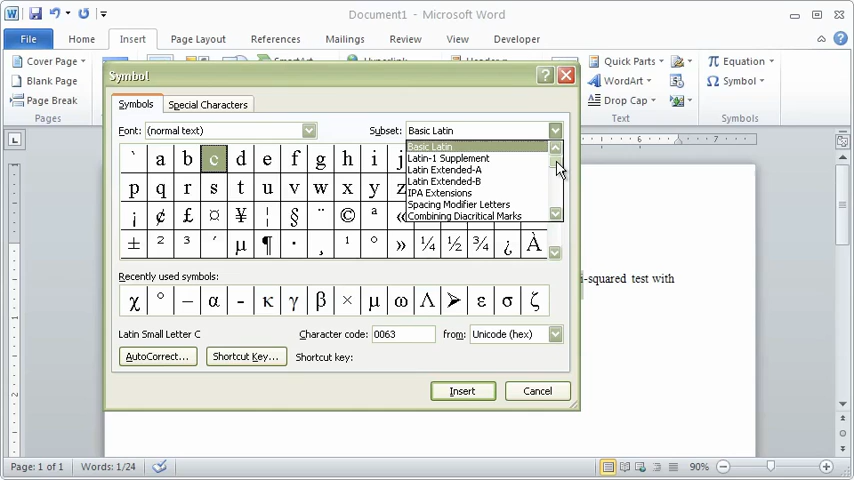 Document1 - Microsoft Word
File Home Insert Page Layout References Mailings Review View Developer
Cover Page Quick Parts Equation
Blank Page WordArt Symbol
Page Break Drop Cap
Pages Text Symbols
Symbol
Symbols Special Characters
Font: (normal text) Subset: Basic Latin
Basic Latin
Latin-1 Supplement
Latin Extended-A
Latin Extended-B
IPA Extensions
Spacing Modifier Letters
Combining Diacritical Marks
` a b c d e f g h i j
p q r s t u v w x y
¡ ¢ £ ¤ ¥ ¦ § ¨ © ª «
± ² ³ ´ µ ¶ · ¸ ¹ º » ¼ ½ ¾ ¿ À
i-squared test with
Recently used symbols:
χ ° – α - κ γ β × μ ω Λ ➤ ε σ ζ
Latin Small Letter C Character code: 0063 from: Unicode (hex)
AutoCorrect... Shortcut Key... Shortcut key:
Insert Cancel
Page: 1 of 1 Words: 1/24 90%